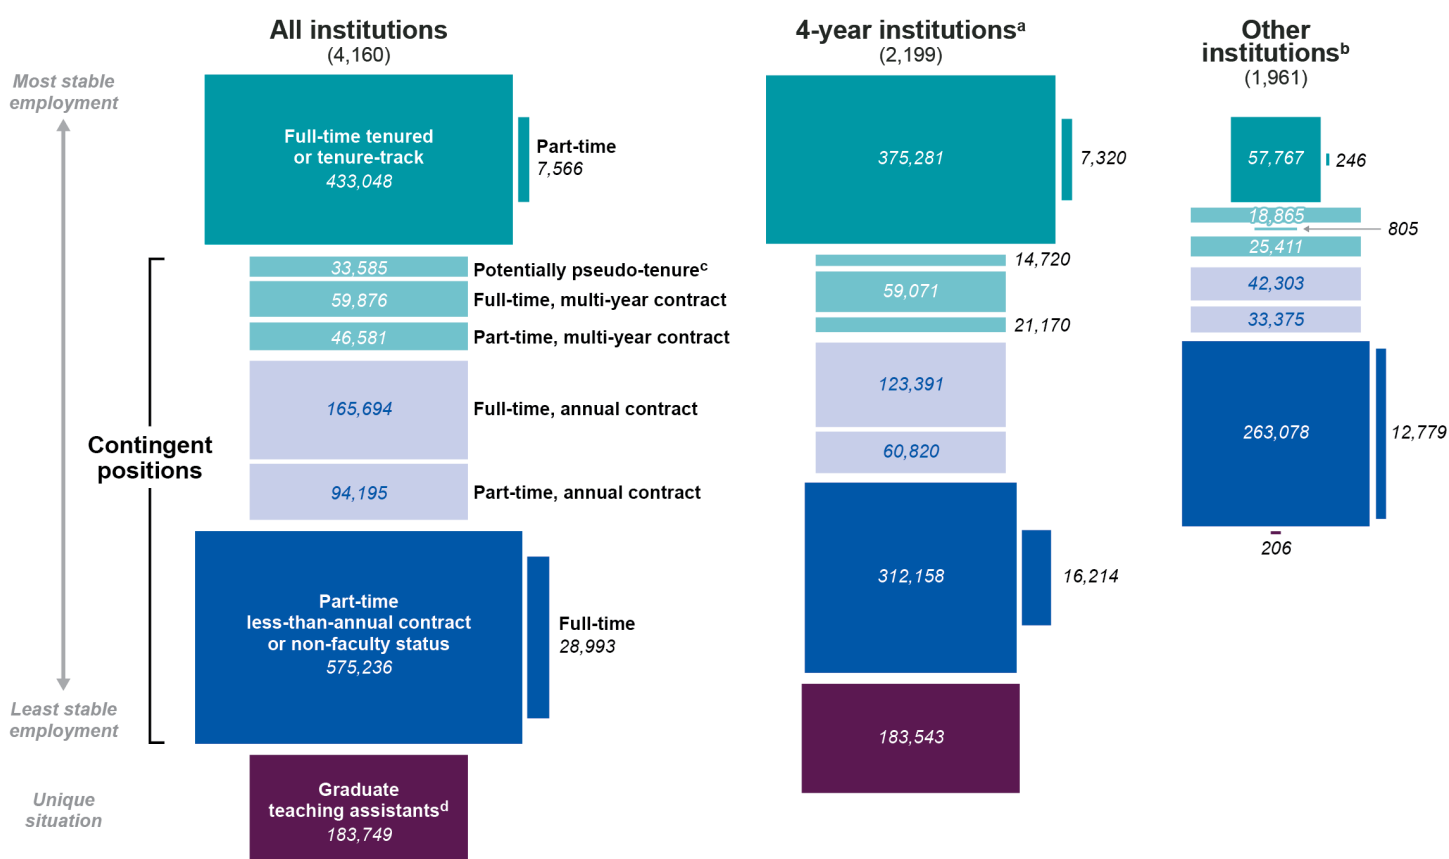 All institutions
(4,160)
4-year institutionsª
(2,199)
Other
institutionsᵇ
(1,961)
Most stable
employment
Full-time tenured
or tenure-track
433,048
Part-time
7,566
375,281
7,320
57,767
246
33,585
Potentially pseudo-tenureᶜ
14,720
18,865
59,876
Full-time, multi-year contract
59,071
805
46,581
Part-time, multi-year contract
21,170
25,411
165,694
Full-time, annual contract
123,391
42,303
94,195
Part-time, annual contract
60,820
33,375
Contingent
positions
Part-time
less-than-annual contract
or non-faculty status
575,236
Full-time
28,993
312,158
16,214
263,078
12,779
Least stable
employment
Unique
situation
Graduate
teaching assistantsᵈ
183,749
183,543
206